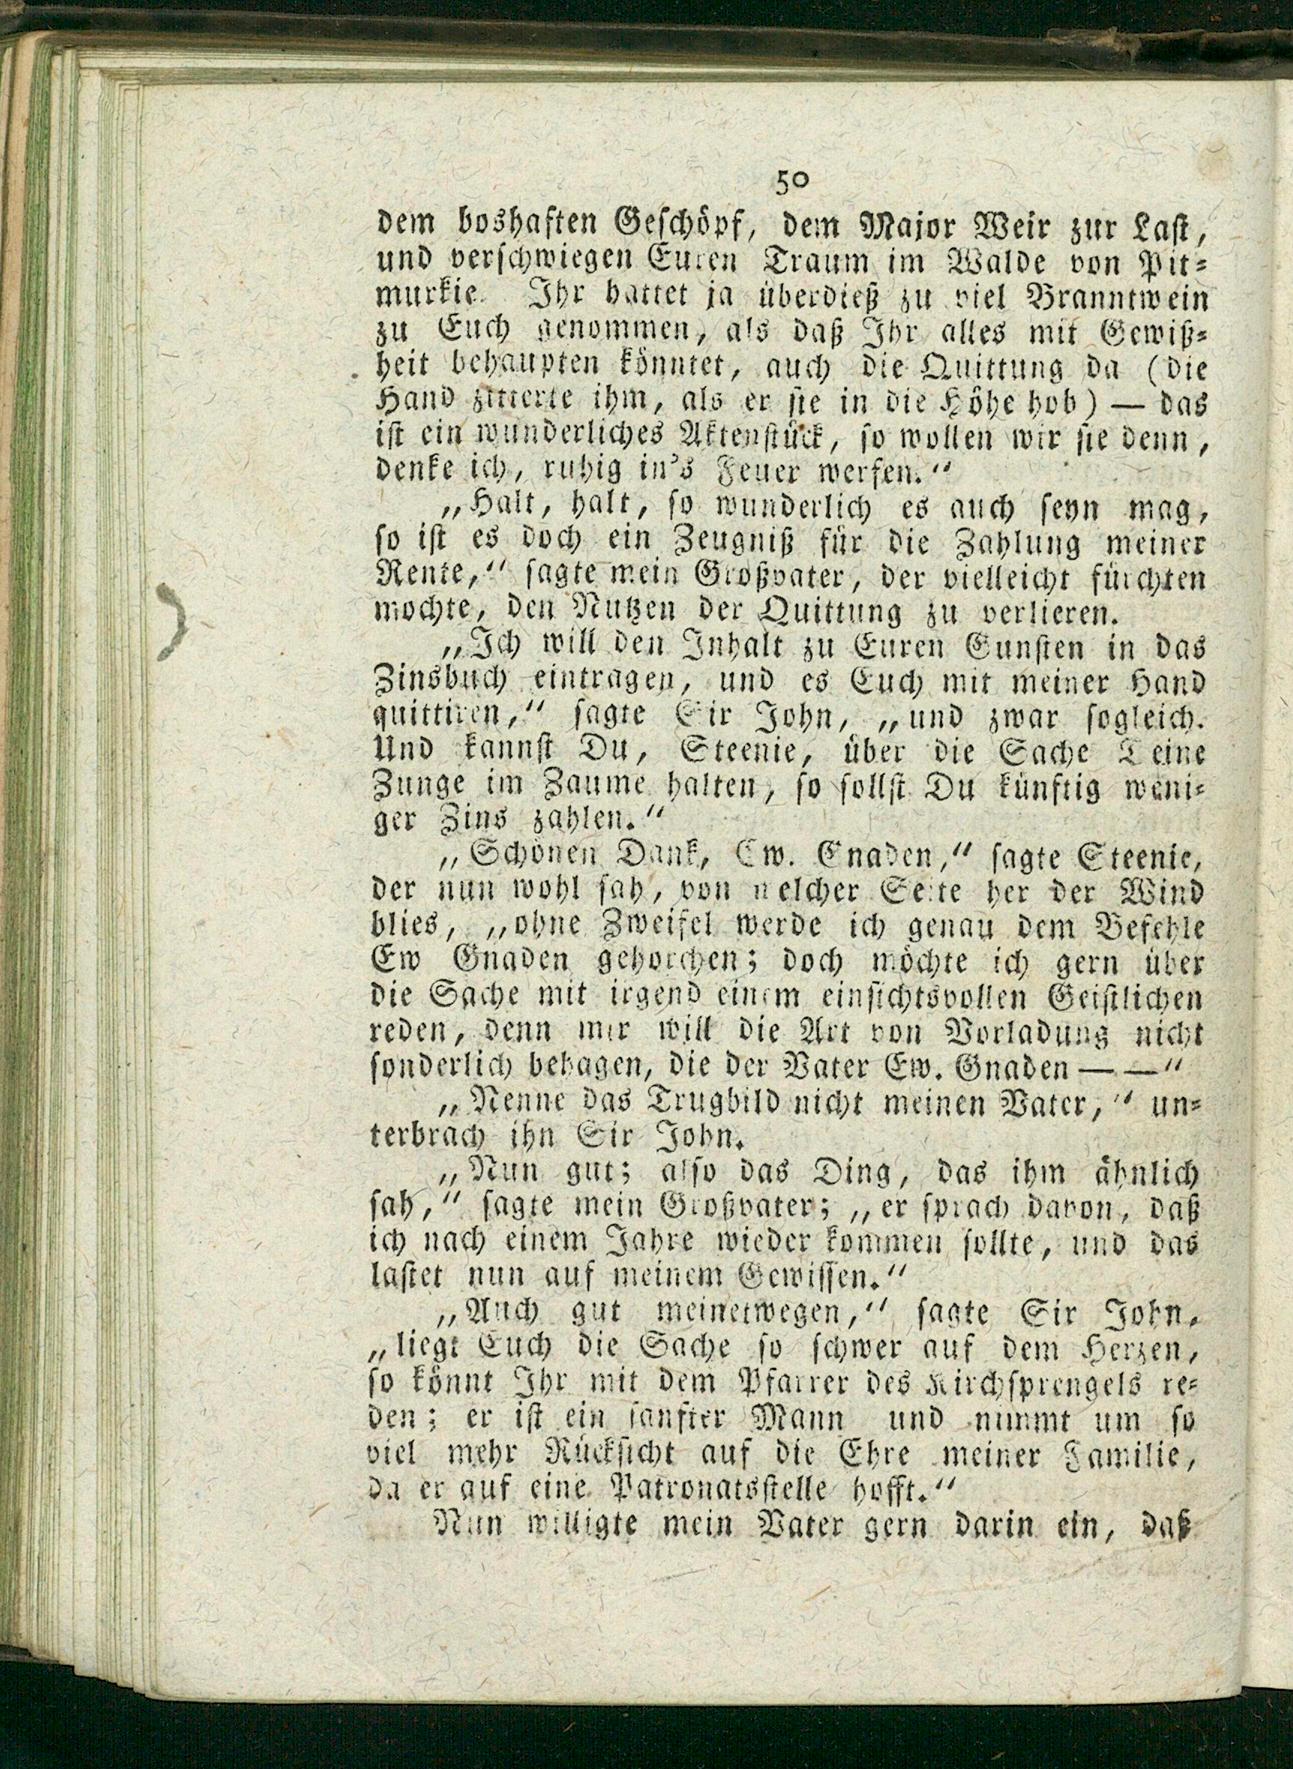 50
dem boshaften Geschöpf, dem Major Weir zur Last,
und verschwiegen Euren Traum im Walde von Pit-
murkie. Ihr hattet ja überdieß zu viel Branntwein
zu Euch genommen, als daß Ihr alles mit Gewiß-
heit behaupten könntet, auch die Quittung da (die
Hand zitterte ihm, als er sie in die Höhe hob) — das
ist ein wunderliches Aktenstück, so wollen wir sie denn,
denke ich, ruhig in's Feuer werfen.“
„Halt, halt, so wunderlich es auch seyn mag,
so ist es doch ein Zeugniß für die Zahlung meiner
Rente,“ sagte mein Großvater, der vielleicht fürchten
mochte, den Nutzen der Quittung zu verlieren.
„Ich will den Inhalt zu Euren Gunsten in das
Zinsbuch eintragen, und es Euch mit meiner Hand
quittiren,“ sagte Sir John, „und zwar sogleich.
Und kannst Du, Steenie, über die Sache Deine
Zunge im Zaume halten, so sollst Du künftig weni-
ger Zins zahlen.“
„Schönen Dank, Ew. Gnaden,“ sagte Steenie,
der nun wohl sah, von welcher Seite her der Wind
blies, „ohne Zweifel werde ich genau dem Befehle
Ew Gnaden gehorchen; doch möchte ich gern über
die Sache mit irgend einem einsichtsvollen Geistlichen
reden, denn mir will die Art von Vorladung nicht
sonderlich behagen, die der Vater Ew. Gnaden — —“
„Nenne das Trugbild nicht meinen Vater,“ un-
terbrach ihn Sir John.
„Nun gut; also das Ding, das ihm ähnlich
sah,“ sagte mein Großvater; „er sprach davon, daß
ich nach einem Jahre wieder kommen sollte, und das
lastet nun auf meinem Gewissen.“
„Auch gut meinetwegen,“ sagte Sir John,
„liegt Euch die Sache so schwer auf dem Herzen,
so könnt Ihr mit dem Pfarrer des Kirchsprengels re-
den; er ist ein sanfter Mann und nimmt um so
viel mehr Rücksicht auf die Ehre meiner Familie,
da er auf eine Patronatsstelle hofft.“
Nun willigte mein Vater gern darin ein, daß